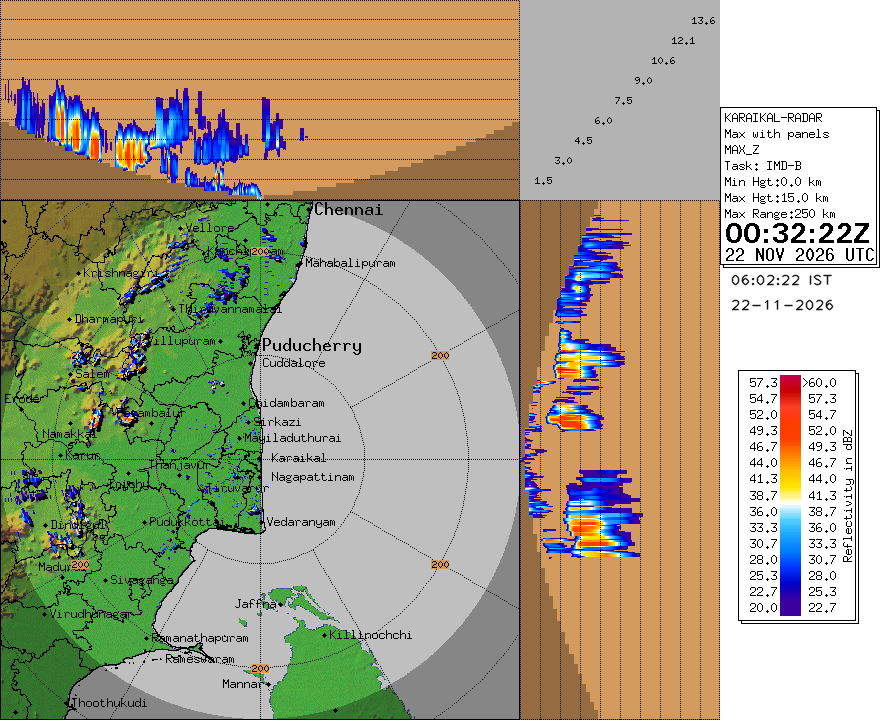 13.6
12.1
10.6
9.0
7.5
6.0
4.5
3.0
1.5
KARAIKAL-RADAR
Max with panels
MAX_Z
Task: IMD-B
Min Hgt:0.0 km
Max Hgt:15.0 km
Max Range:250 km
00:32:22Z
22 NOV 2026 UTC
06:02:22 IST
22-11-2026
Chennai
Vellore
200
Mahabalipuram
Krishnagiri
Thiruvannamalai
Dharmapuri
Villupuram
Puducherry
200
Cuddalore
Salem
Erode
Chidambaram
Perambalur
Sirkazi
Namakkal
Mayiladuthurai
Karur
Karaikal
Thanjavur
Nagapattinam
Tiruvarur
Pudukkottai
Vedaranyam
200
200
Sivaganga
Jaffna
Virudhunagar
Killinochchi
Ramanathapuram
Rameswaram
200
Mannar
Thoothukudi
57.3 >60.0
54.7 57.3
52.0 54.7
49.3 52.0
46.7 49.3
44.0 46.7
41.3 44.0
38.7 41.3
36.0 38.7
33.3 36.0
30.7 33.3
28.0 30.7
25.3 28.0
22.7 25.3
20.0 22.7
Reflectivity in dBZ